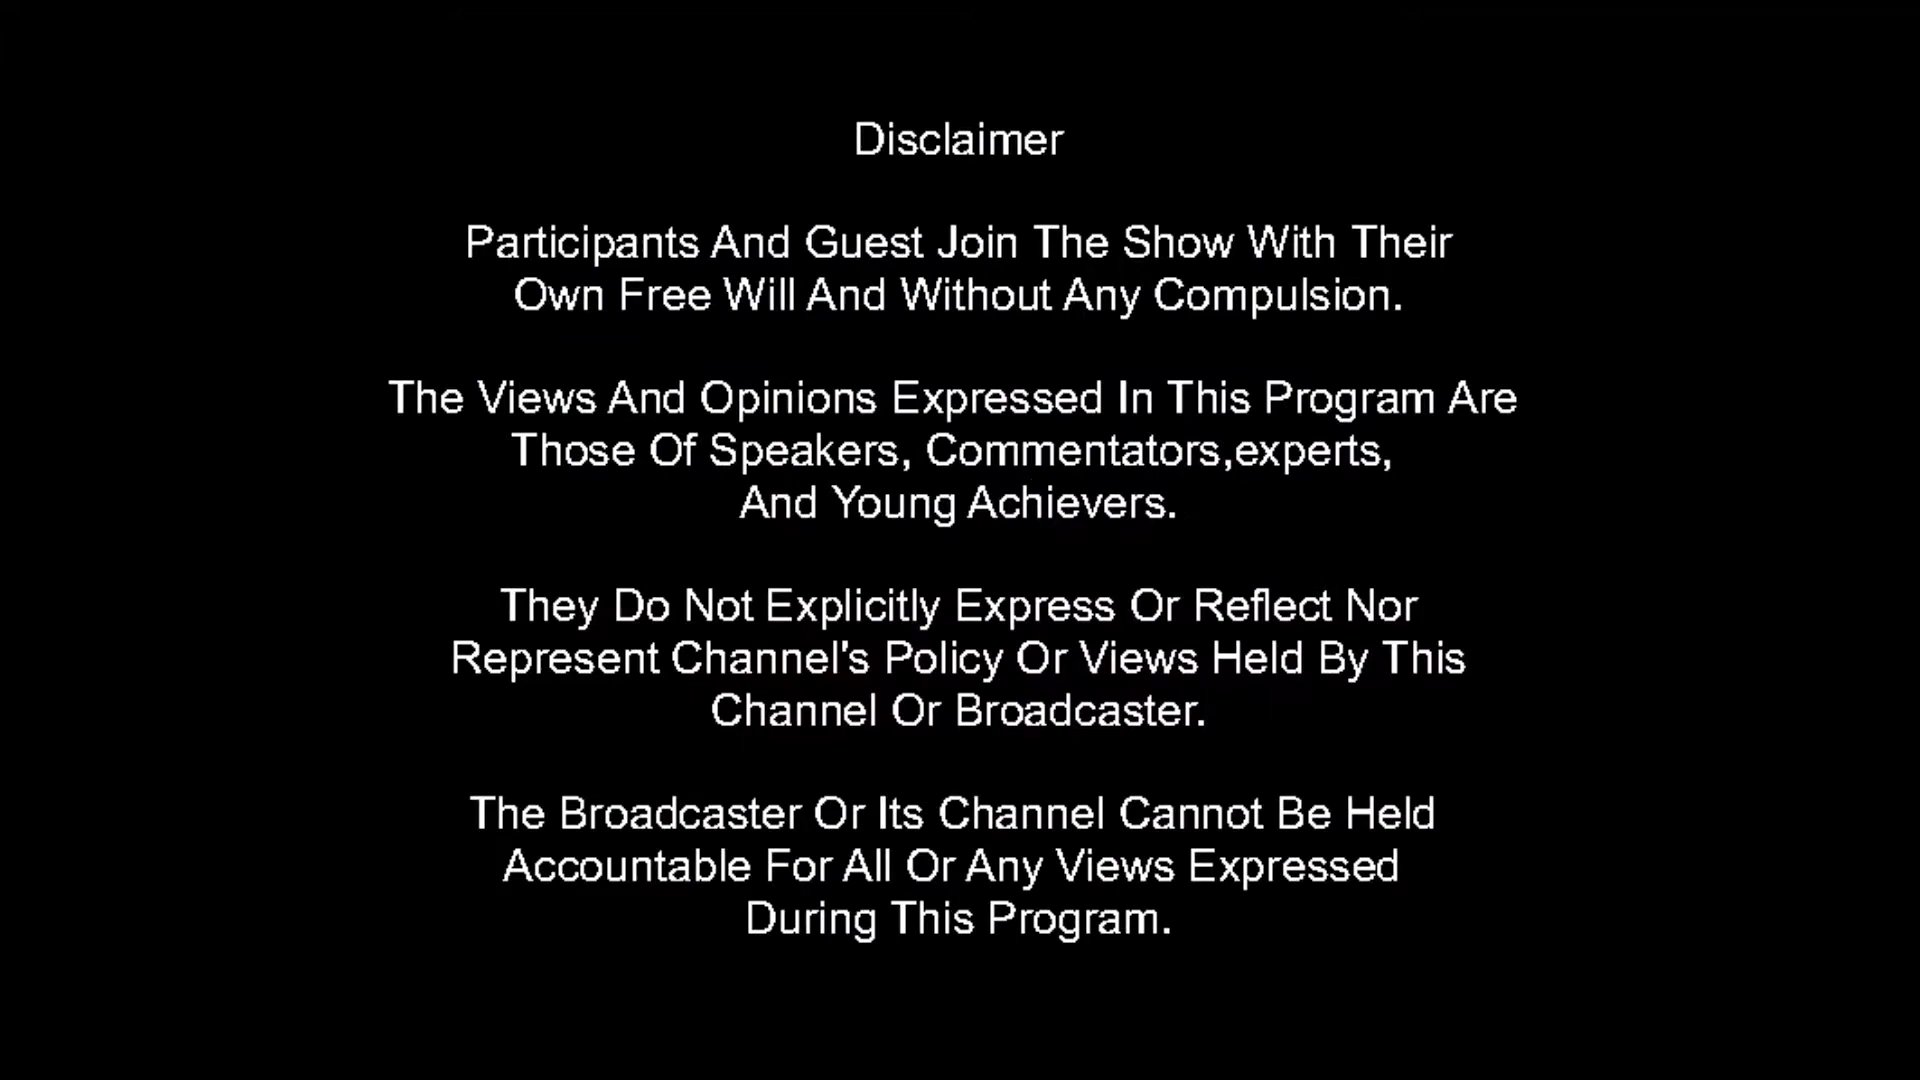 Disclaimer
Participants And Guest Join The Show With Their
Own Free Will And Without Any Compulsion.
The Views And Opinions Expressed In This Program Are
Those Of Speakers, Commentators,experts,
And Young Achievers.
They Do Not Explicitly Express Or Reflect Nor
Represent Channel's Policy Or Views Held By This
Channel Or Broadcaster.
The Broadcaster Or Its Channel Cannot Be Held
Accountable For All Or Any Views Expressed
During This Program.